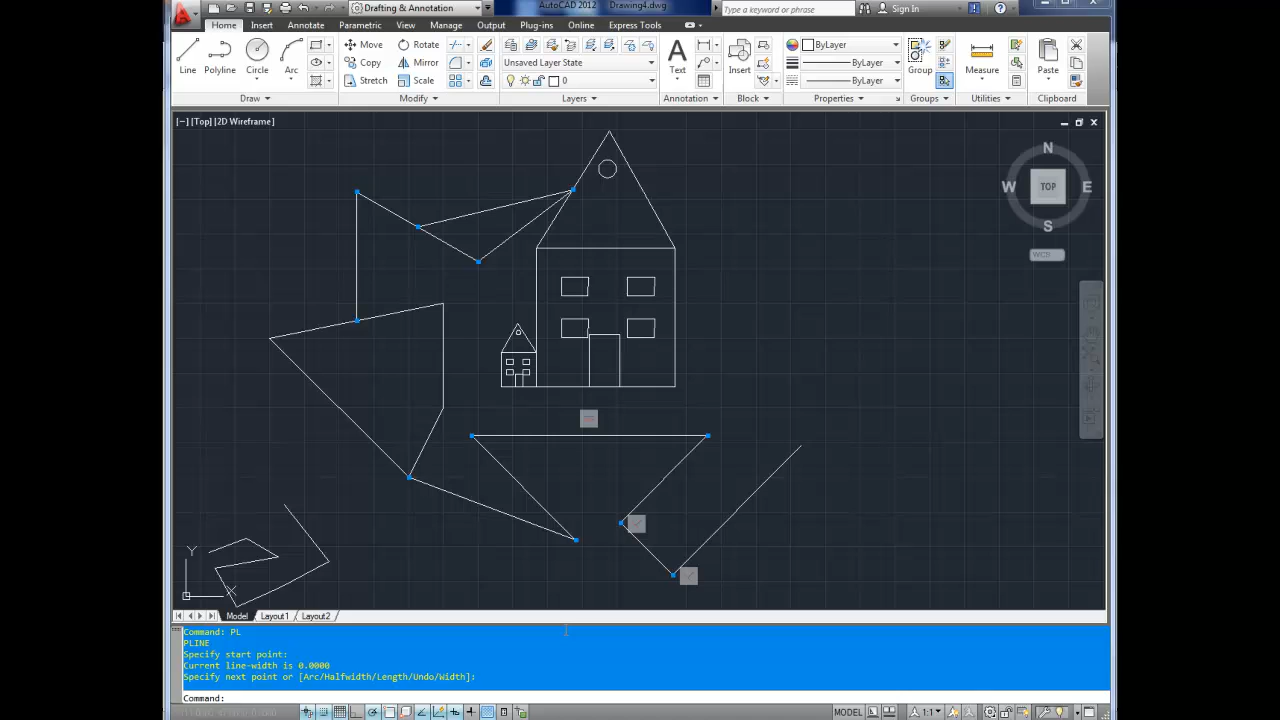 Drafting & Annotation
AutoCAD 2012 Drawing4.dwg
Type a keyword or phrase
Sign In
Home Insert Annotate Parametric View Manage Output Plug-ins Online Express Tools
Line Polyline Circle Arc
Move Rotate
Copy Mirror
Stretch Scale
Unsaved Layer State
0
Text
Insert
ByLayer
ByLayer
ByLayer
Group
Measure
Paste
Draw Modify Layers Annotation Block Properties Groups Utilities Clipboard
[−] [Top] [2D Wireframe]
N
W TOP E
S
WCS
Y
X
Model Layout1 Layout2
Command: PL
PLINE
Specify start point:
Current line-width is 0.0000
Specify next point or [Arc/Halfwidth/Length/Undo/Width]:
Command:
MODEL 1:1